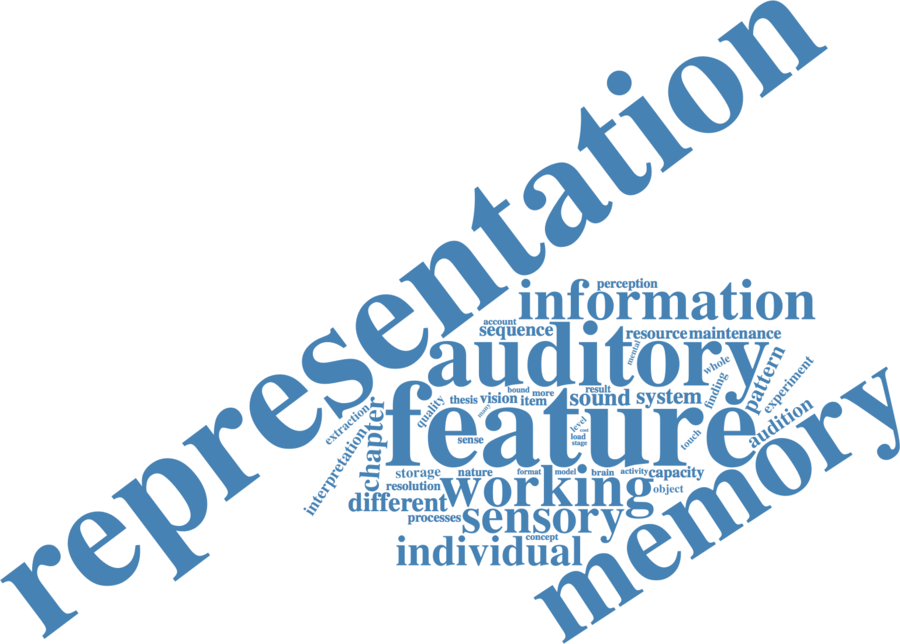 representation
perception
information
account
sequence
resource
maintenance
auditory
mental
whole
pattern
finding
experiment
bound
more
result
quality
thesis
vision
item
many
sound
system
feature
extraction
interpretation
chapter
sense
level
cost
load
stage
touch
audition
memory
storage
nature
format
model
brain
activity
capacity
resolution
working
object
different
processes
sensory
concept
individual